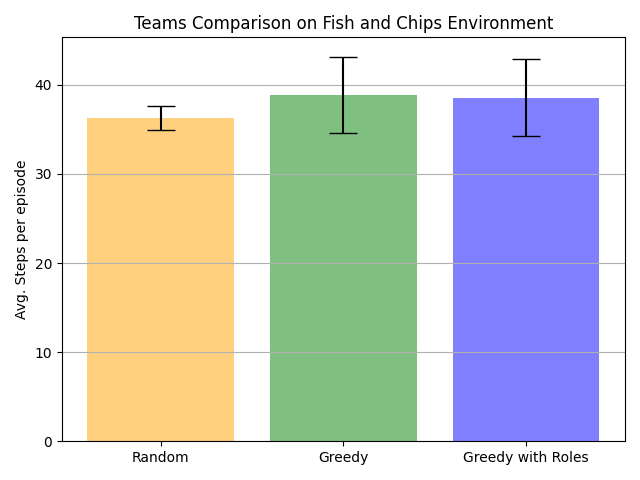 Teams Comparison on Fish and Chips Environment
Avg. Steps per episode
40
30
20
10
0
Random
Greedy
Greedy with Roles